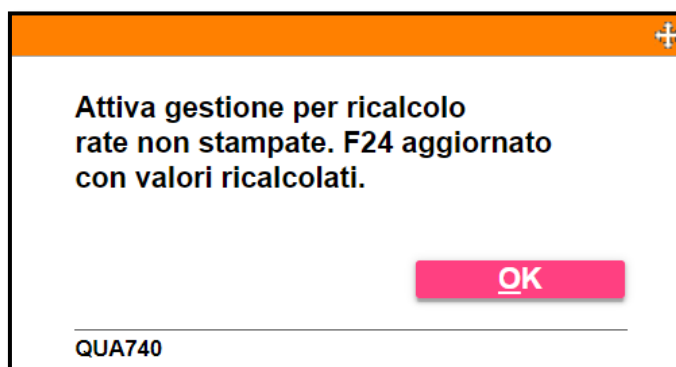 Attiva gestione per ricalcolo
rate non stampate. F24 aggiornato
con valori ricalcolati.
OK
QUA740